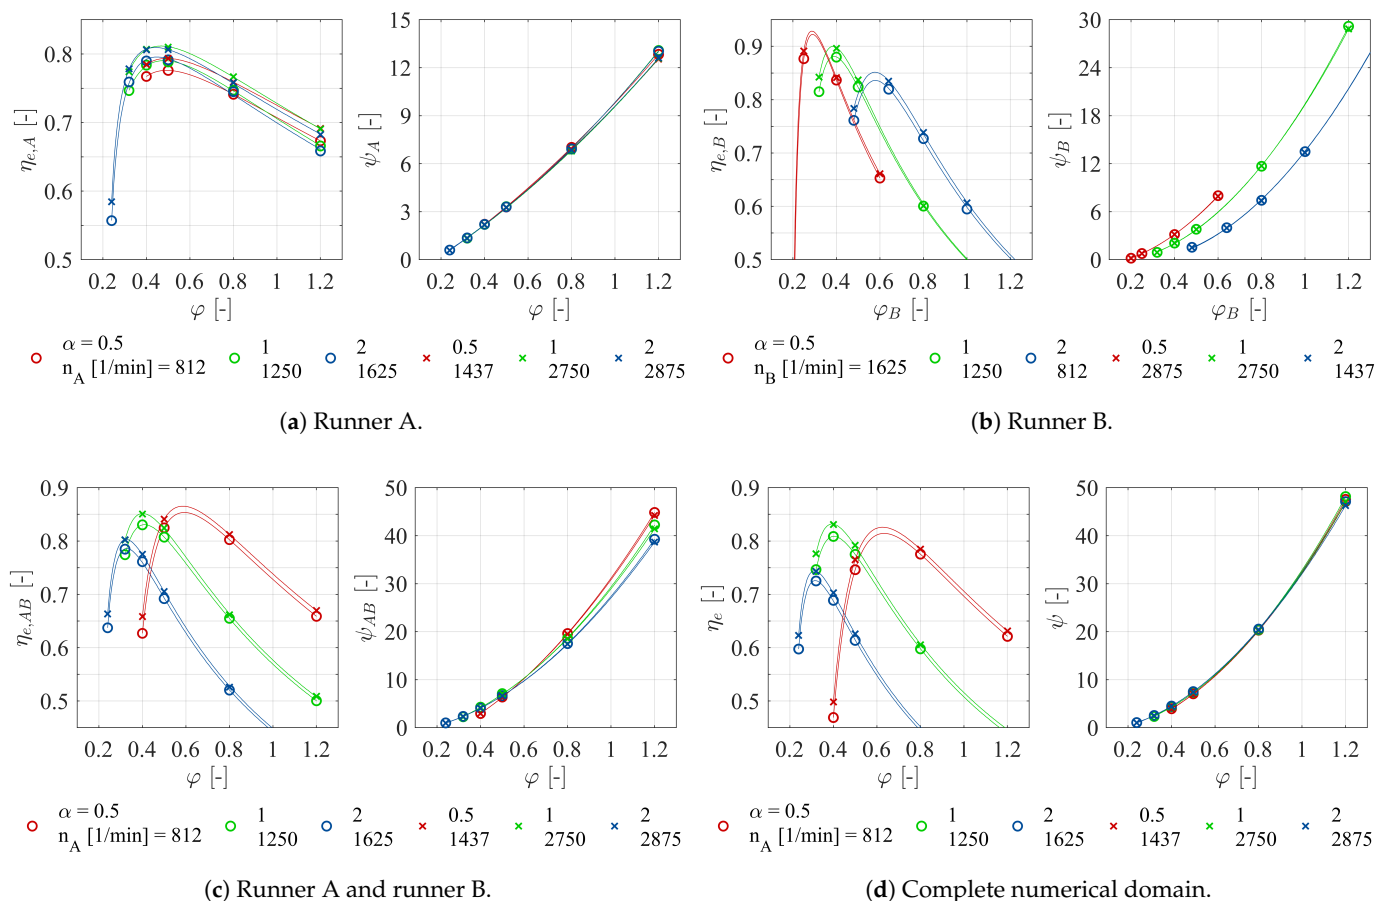 0.5
0.6
0.7
0.8
η_{e,A} [-]
0.2 0.4 0.6 0.8 1 1.2
φ [-]
0
3
6
9
12
15
ψ_A [-]
0.2 0.4 0.6 0.8 1 1.2
φ [-]
α = 0.5 1 2 0.5 1 2
n_A [1/min] = 812 1250 1625 1437 2750 2875
(a) Runner A.
0.5
0.6
0.7
0.8
0.9
η_{e,B} [-]
0.2 0.4 0.6 0.8 1 1.2
φ_B [-]
0
6
12
18
24
30
ψ_B [-]
0.2 0.4 0.6 0.8 1 1.2
φ_B [-]
α = 0.5 1 2 0.5 1 2
n_B [1/min] = 1625 1250 812 2875 2750 1437
(b) Runner B.
0.5
0.6
0.7
0.8
0.9
η_{e,AB} [-]
0.2 0.4 0.6 0.8 1 1.2
φ [-]
0
10
20
30
40
50
ψ_{AB} [-]
0.2 0.4 0.6 0.8 1 1.2
φ [-]
α = 0.5 1 2 0.5 1 2
n_A [1/min] = 812 1250 1625 1437 2750 2875
(c) Runner A and runner B.
0.5
0.6
0.7
0.8
0.9
η_e [-]
0.2 0.4 0.6 0.8 1 1.2
φ [-]
0
10
20
30
40
50
ψ [-]
0.2 0.4 0.6 0.8 1 1.2
φ [-]
α = 0.5 1 2 0.5 1 2
n_A [1/min] = 812 1250 1625 1437 2750 2875
(d) Complete numerical domain.